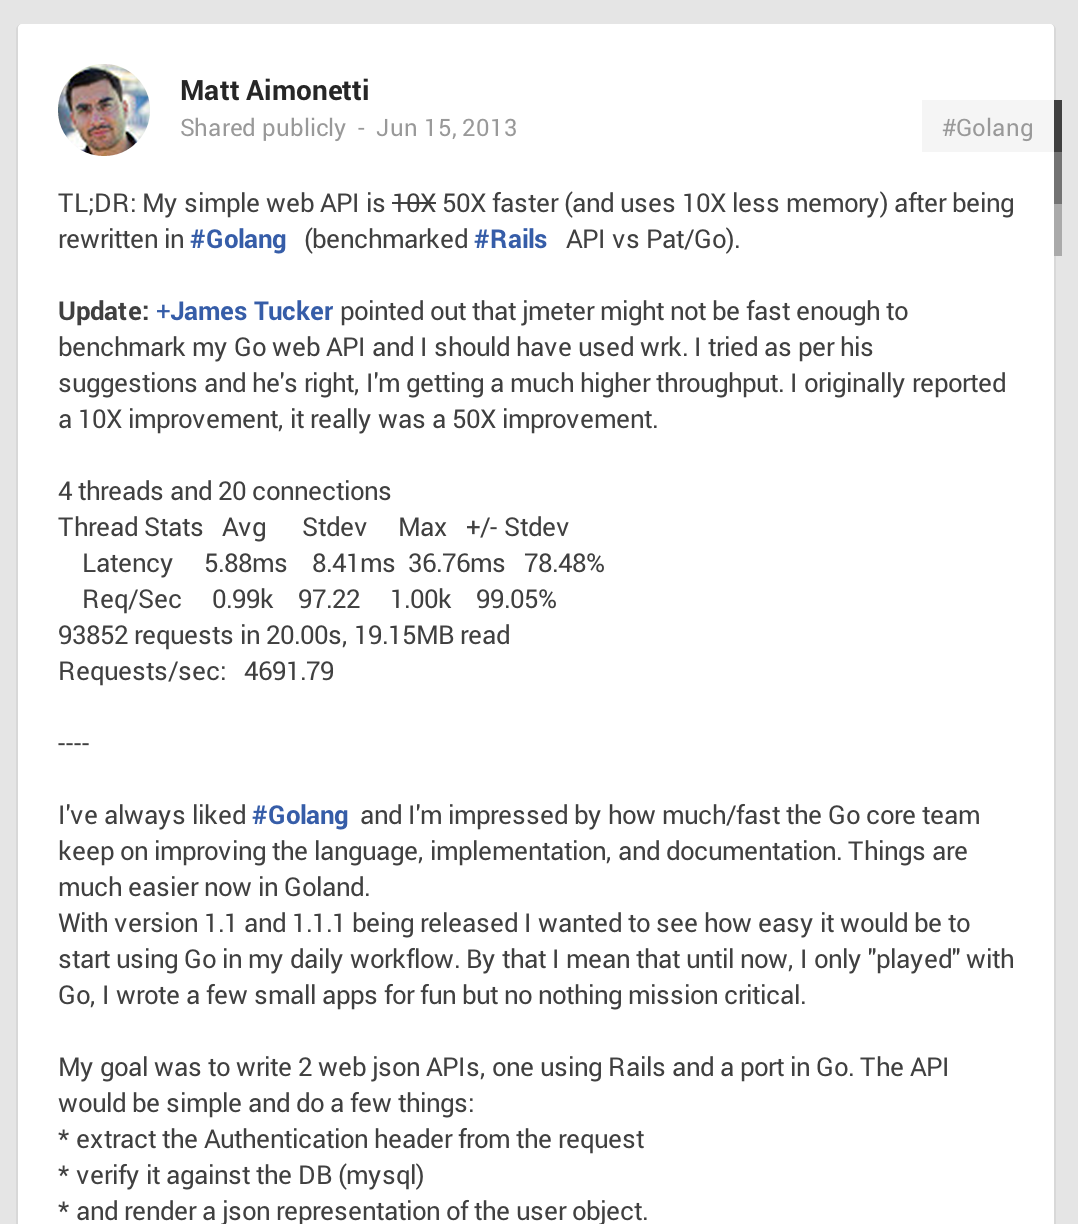 Matt Aimonetti
Shared publicly - Jun 15, 2013
#Golang
TL;DR: My simple web API is 10X 50X faster (and uses 10X less memory) after being
rewritten in #Golang (benchmarked #Rails API vs Pat/Go).
Update: +James Tucker pointed out that jmeter might not be fast enough to
benchmark my Go web API and I should have used wrk. I tried as per his
suggestions and he's right, I'm getting a much higher throughput. I originally reported
a 10X improvement, it really was a 50X improvement.
4 threads and 20 connections
Thread Stats Avg Stdev Max +/- Stdev
Latency 5.88ms 8.41ms 36.76ms 78.48%
Req/Sec 0.99k 97.22 1.00k 99.05%
93852 requests in 20.00s, 19.15MB read
Requests/sec: 4691.79
----
I've always liked #Golang and I'm impressed by how much/fast the Go core team
keep on improving the language, implementation, and documentation. Things are
much easier now in Goland.
With version 1.1 and 1.1.1 being released I wanted to see how easy it would be to
start using Go in my daily workflow. By that I mean that until now, I only "played" with
Go, I wrote a few small apps for fun but no nothing mission critical.
My goal was to write 2 web json APIs, one using Rails and a port in Go. The API
would be simple and do a few things:
* extract the Authentication header from the request
* verify it against the DB (mysql)
* and render a json representation of the user object.